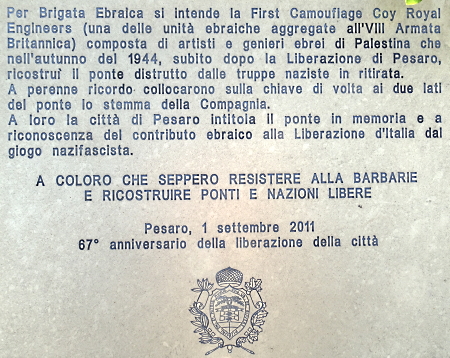 Per Brigata Ebraica si intende la First Camouflage Coy Royal
Engineers (una delle unità ebraiche aggregate all'VIII Armata
Britannica) composta di artisti e genieri ebrei di Palestina che
nell'autunno del 1944, subito dopo la Liberazione di Pesaro,
ricostruì il ponte distrutto dalle truppe naziste in ritirata.
A perenne ricordo collocarono sulla chiave di volta ai due lati
del ponte lo stemma della Compagnia.
A loro la città di Pesaro intitola il ponte in memoria e a
riconoscenza del contributo ebraico alla Liberazione d'Italia dal
giogo nazifascista.
A COLORO CHE SEPPERO RESISTERE ALLA BARBARIE
E RICOSTRUIRE PONTI E NAZIONI LIBERE
Pesaro, 1 settembre 2011
67° anniversario della liberazione della città